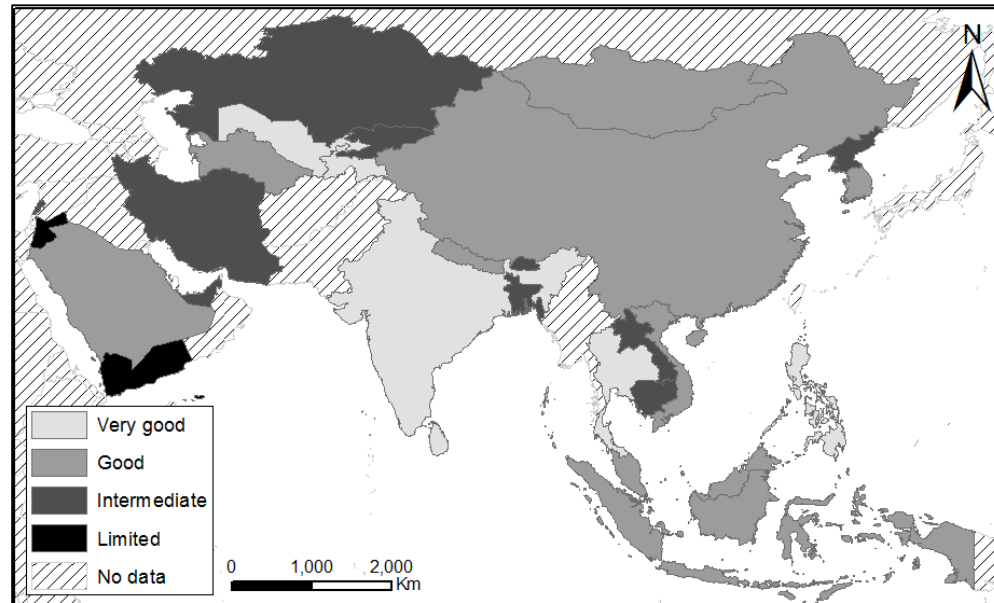 N
Very good
Good
Intermediate
Limited
No data
0 1,000 2,000
Km